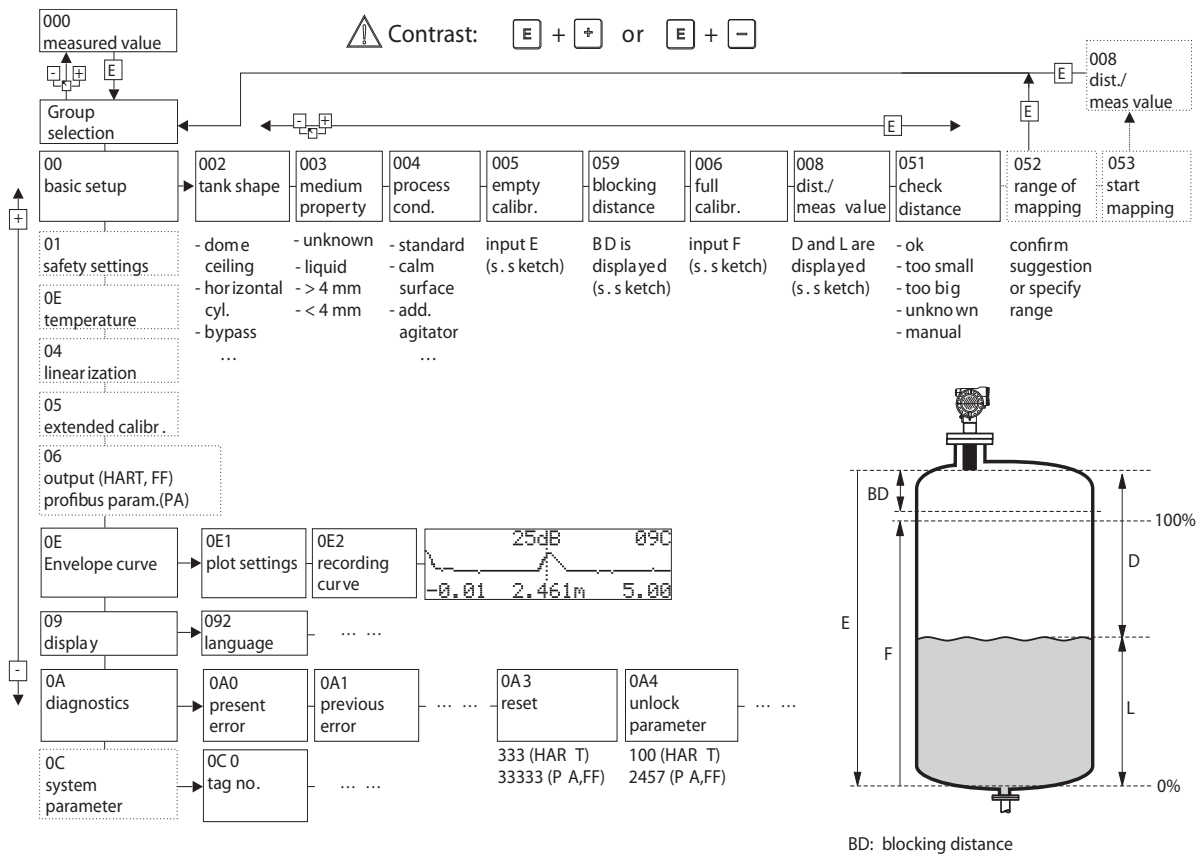 000
measured value
Contrast: E + + or E + −
- +
E
E
008
dist./
meas value
Group
selection
- +
E
E
00
basic setup
002
tank shape
003
medium
property
004
process
cond.
005
empty
calibr.
059
blocking
distance
006
full
calibr.
008
dist./
meas value
051
check
distance
052
range of
mapping
053
start
mapping
+
- dome
ceiling
- horizontal
cyl.
- bypass
...
- unknown
- liquid
- > 4 mm
- < 4 mm
- standard
- calm
surface
- add.
agitator
...
input E
(s. sketch)
BD is
displayed
(s. sketch)
input F
(s. sketch)
D and L are
displayed
(s. sketch)
- ok
- too small
- too big
- unknown
- manual
confirm
suggestion
or specify
range
01
safety settings
0E
temperature
04
linearization
05
extended calibr.
06
output (HART, FF)
profibus param.(PA)
0E
Envelope curve
0E1
plot settings
0E2
recording
curve
25dB 09C
-0.01 2.461m 5.00
09
display
092
language
... ...
-
0A
diagnostics
0A0
present
error
0A1
previous
error
... ...
0A3
reset
0A4
unlock
parameter
... ...
333 (HART)
33333 (PA,FF)
100 (HART)
2457 (PA,FF)
0C
system
parameter
0C0
tag no.
... ...
BD
100%
D
E
F
L
0%
BD: blocking distance